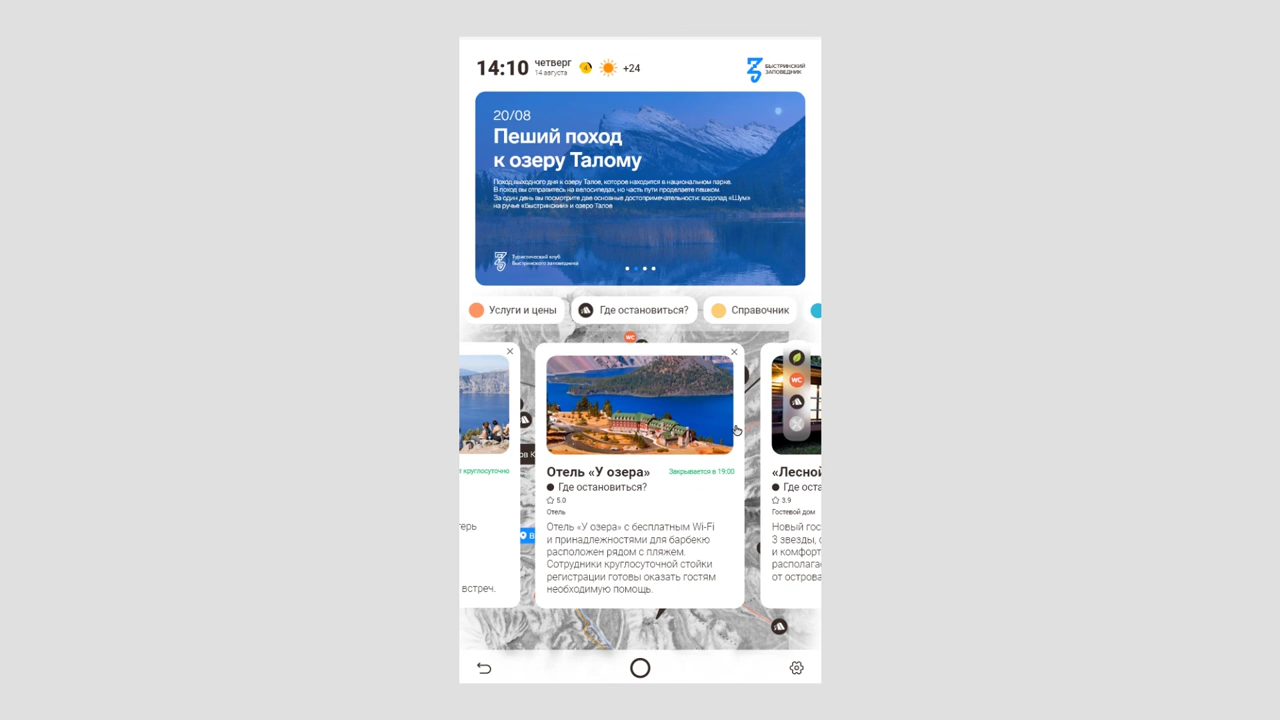 14:10
четверг
14 августа
4
+24
БЫСТРИНСКИЙ
ЗАПОВЕДНИК
20/08
Пеший поход
к озеру Талому
Поход выходного дня к озеру Талое, которое находится в национальном парке.
В поход вы отправитесь на велосипедах, но часть пути проделаете пешком.
За один день вы посмотрите две основные достопримечательности: водопад «Шум»
на ручье «Быстринский» и озеро Талое
Туристический клуб
Быстринского заповедника
Услуги и цены
Где остановиться?
Справочник
WC
WC
круглосуточно
ов К
В
встреч.
Отель «У озера»
Закрывается в 19:00
Где остановиться?
5.0
Отель
Отель «У озера» с бесплатным Wi-Fi
и принадлежностями для барбекю
расположен рядом с пляжем.
Сотрудники круглосуточной стойки
регистрации готовы оказать гостям
необходимую помощь.
«Лесной
Где оста
3.9
Гостевой дом
Новый гос
3 звезды,
и комфорт
располага
от острова